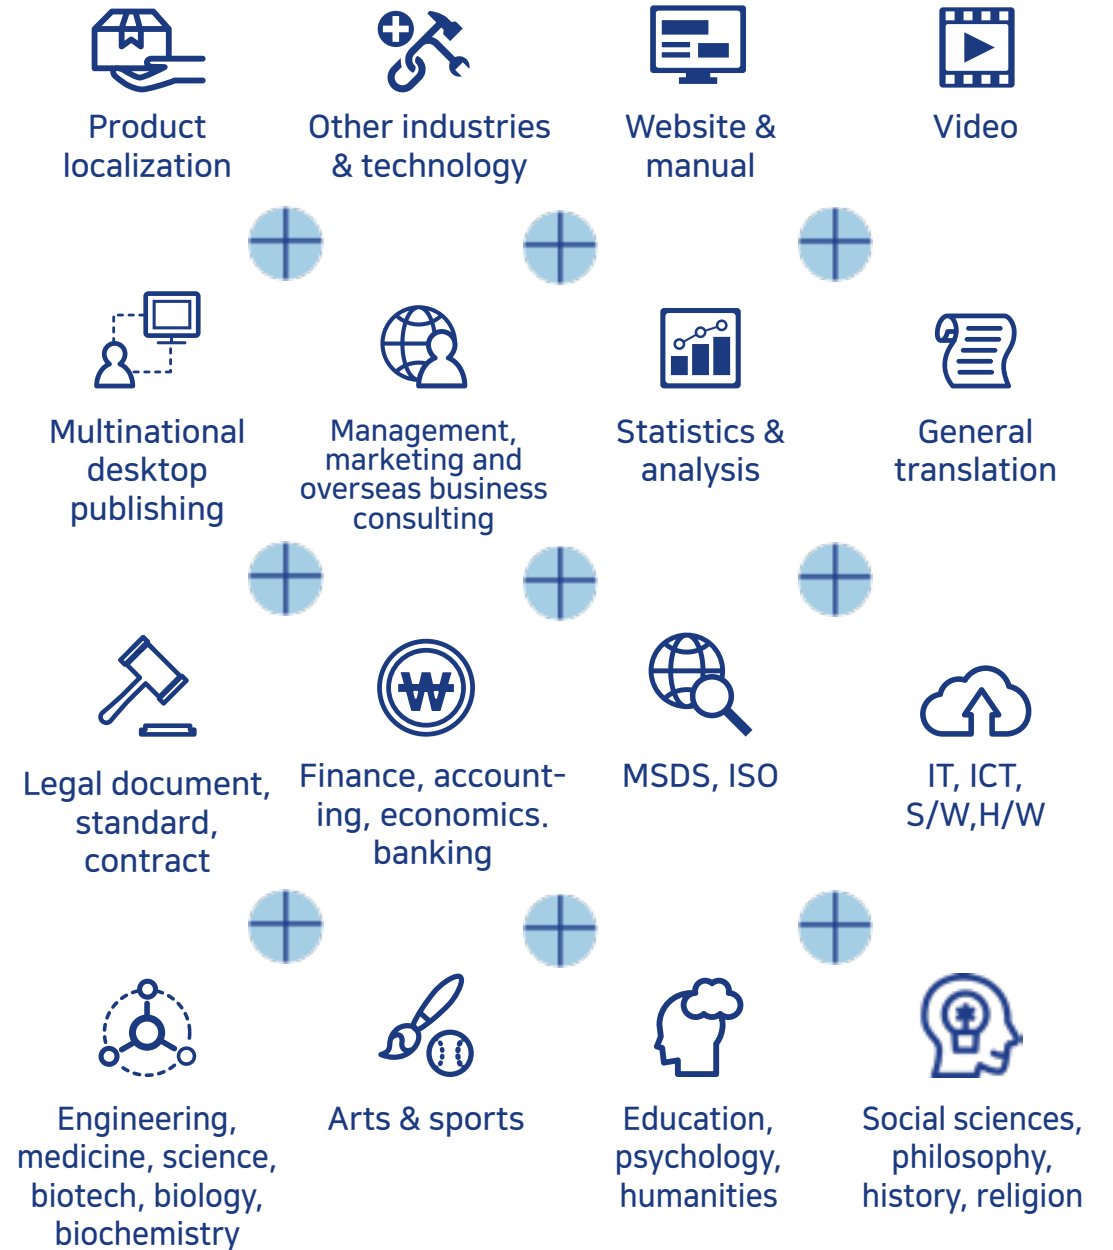 Product
localization
Other industries
& technology
Website &
manual
Video
Multinational
desktop
publishing
Management,
marketing and
overseas business
consulting
Statistics &
analysis
General
translation
Legal document,
standard,
contract
₩
Finance, account-
ing, economics.
banking
MSDS, ISO
IT, ICT,
S/W,H/W
Engineering,
medicine, science,
biotech, biology,
biochemistry
Arts & sports
Education,
psychology,
humanities
Social sciences,
philosophy,
history, religion